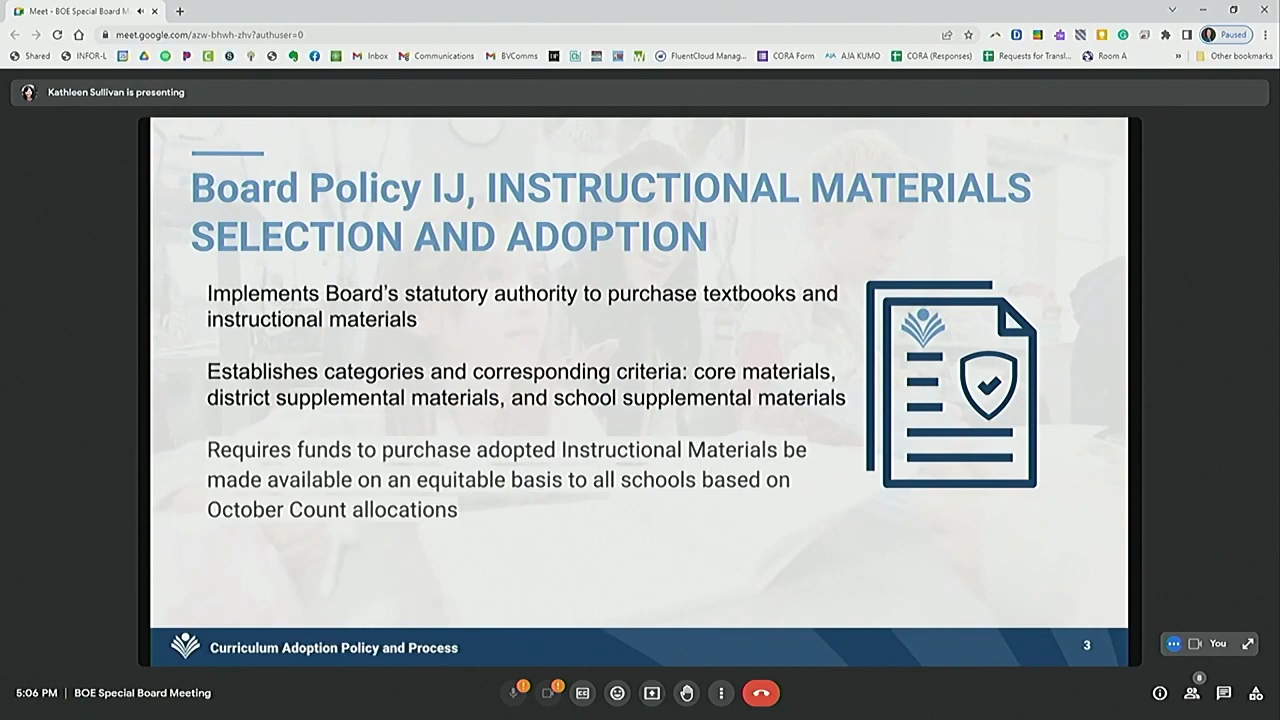 Meet - BOE Special Board M
meet.google.com/azw-bhwh-zhv?authuser=0
Paused
Shared
INFOR-L
Inbox
Communications
BVComms
FluentCloud Manag...
CORA Form
AJA KUMO
CORA (Responses)
Requests for Transl...
Room A
»
Other bookmarks
Kathleen Sullivan is presenting
Board Policy IJ, INSTRUCTIONAL MATERIALS
SELECTION AND ADOPTION
Implements Board's statutory authority to purchase textbooks and
instructional materials
Establishes categories and corresponding criteria: core materials,
district supplemental materials, and school supplemental materials
Requires funds to purchase adopted Instructional Materials be
made available on an equitable basis to all schools based on
October Count allocations
Curriculum Adoption Policy and Process
3
You
5:06 PM | BOE Special Board Meeting
8